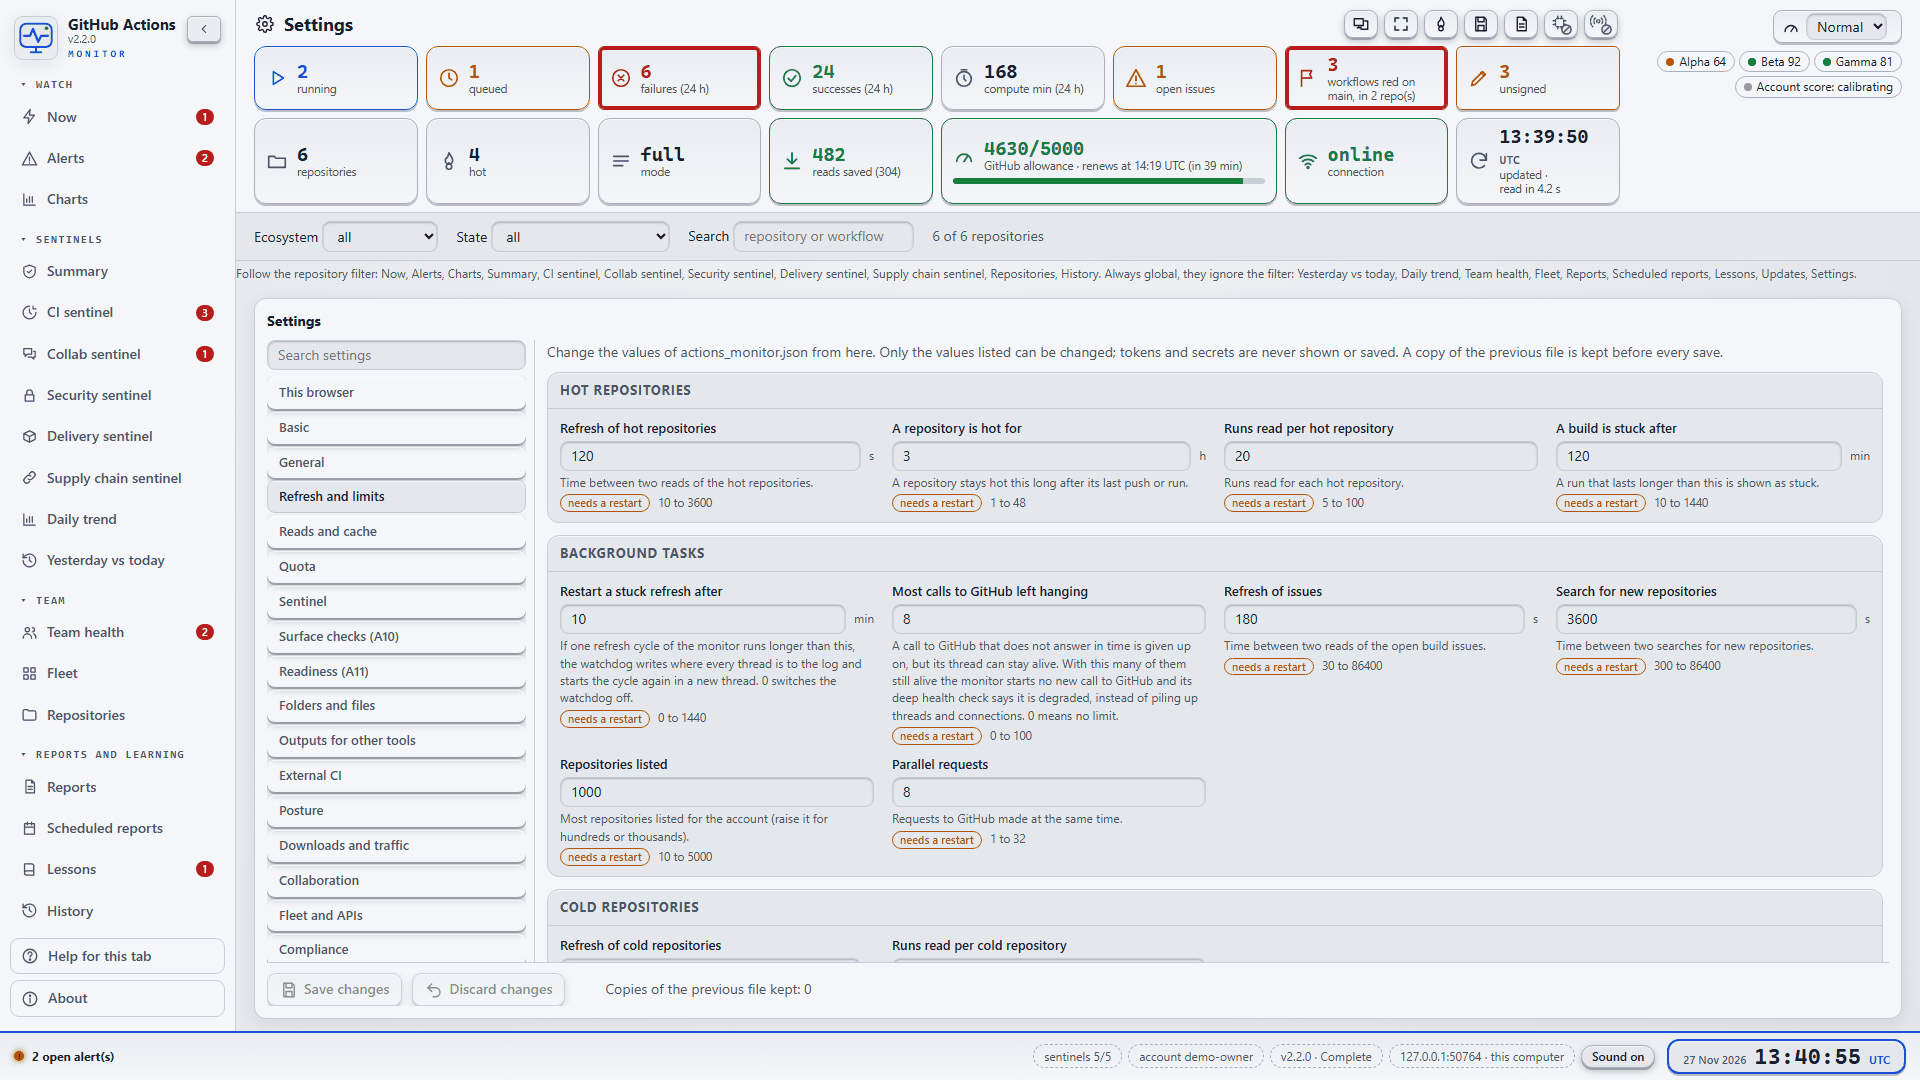 GitHub Actions
v2.2.0
MONITOR
WATCH
Now 1
Alerts 2
Charts
SENTINELS
Summary
CI sentinel 3
Collab sentinel 1
Security sentinel
Delivery sentinel
Supply chain sentinel
Daily trend
Yesterday vs today
TEAM
Team health 2
Fleet
Repositories
REPORTS AND LEARNING
Reports
Scheduled reports
Lessons 1
History
Help for this tab
About
Settings
Normal
2
running
1
queued
6
failures (24 h)
24
successes (24 h)
168
compute min (24 h)
1
open issues
3
workflows red on
main, in 2 repo(s)
3
unsigned
Alpha 64
Beta 92
Gamma 81
Account score: calibrating
6
repositories
4
hot
full
mode
482
reads saved (304)
4630/5000
GitHub allowance · renews at 14:19 UTC (in 39 min)
online
connection
13:39:50
UTC
updated ·
read in 4.2 s
Ecosystem all
State all
Search repository or workflow
6 of 6 repositories
Follow the repository filter: Now, Alerts, Charts, Summary, CI sentinel, Collab sentinel, Security sentinel, Delivery sentinel, Supply chain sentinel, Repositories, History. Always global, they ignore the filter: Yesterday vs today, Daily trend, Team health, Fleet, Reports, Scheduled reports, Lessons, Updates, Settings.
Settings
Search settings
This browser
Basic
General
Refresh and limits
Reads and cache
Quota
Sentinel
Surface checks (A10)
Readiness (A11)
Folders and files
Outputs for other tools
External CI
Posture
Downloads and traffic
Collaboration
Fleet and APIs
Compliance
Change the values of actions_monitor.json from here. Only the values listed can be changed; tokens and secrets are never shown or saved. A copy of the previous file is kept before every save.
HOT REPOSITORIES
Refresh of hot repositories
120 s
Time between two reads of the hot repositories.
needs a restart 10 to 3600
A repository is hot for
3 h
A repository stays hot this long after its last push or run.
needs a restart 1 to 48
Runs read per hot repository
20
Runs read for each hot repository.
needs a restart 5 to 100
A build is stuck after
120 min
A run that lasts longer than this is shown as stuck.
needs a restart 10 to 1440
BACKGROUND TASKS
Restart a stuck refresh after
10 min
If one refresh cycle of the monitor runs longer than this,
the watchdog writes where every thread is to the log and
starts the cycle again in a new thread. 0 switches the
watchdog off.
needs a restart 0 to 1440
Most calls to GitHub left hanging
8
A call to GitHub that does not answer in time is given up
on, but its thread can stay alive. With this many of them
still alive the monitor starts no new call to GitHub and its
deep health check says it is degraded, instead of piling up
threads and connections. 0 means no limit.
needs a restart 0 to 100
Refresh of issues
180 s
Time between two reads of the open build issues.
needs a restart 30 to 86400
Search for new repositories
3600 s
Time between two searches for new repositories.
needs a restart 300 to 86400
Repositories listed
1000
Most repositories listed for the account (raise it for
hundreds or thousands).
needs a restart 10 to 5000
Parallel requests
8
Requests to GitHub made at the same time.
needs a restart 1 to 32
COLD REPOSITORIES
Refresh of cold repositories
Runs read per cold repository
Save changes
Discard changes
Copies of the previous file kept: 0
2 open alert(s)
sentinels 5/5
account demo-owner
v2.2.0 · Complete
127.0.0.1:50764 · this computer
Sound on
27 Nov 2026 13:40:55 UTC